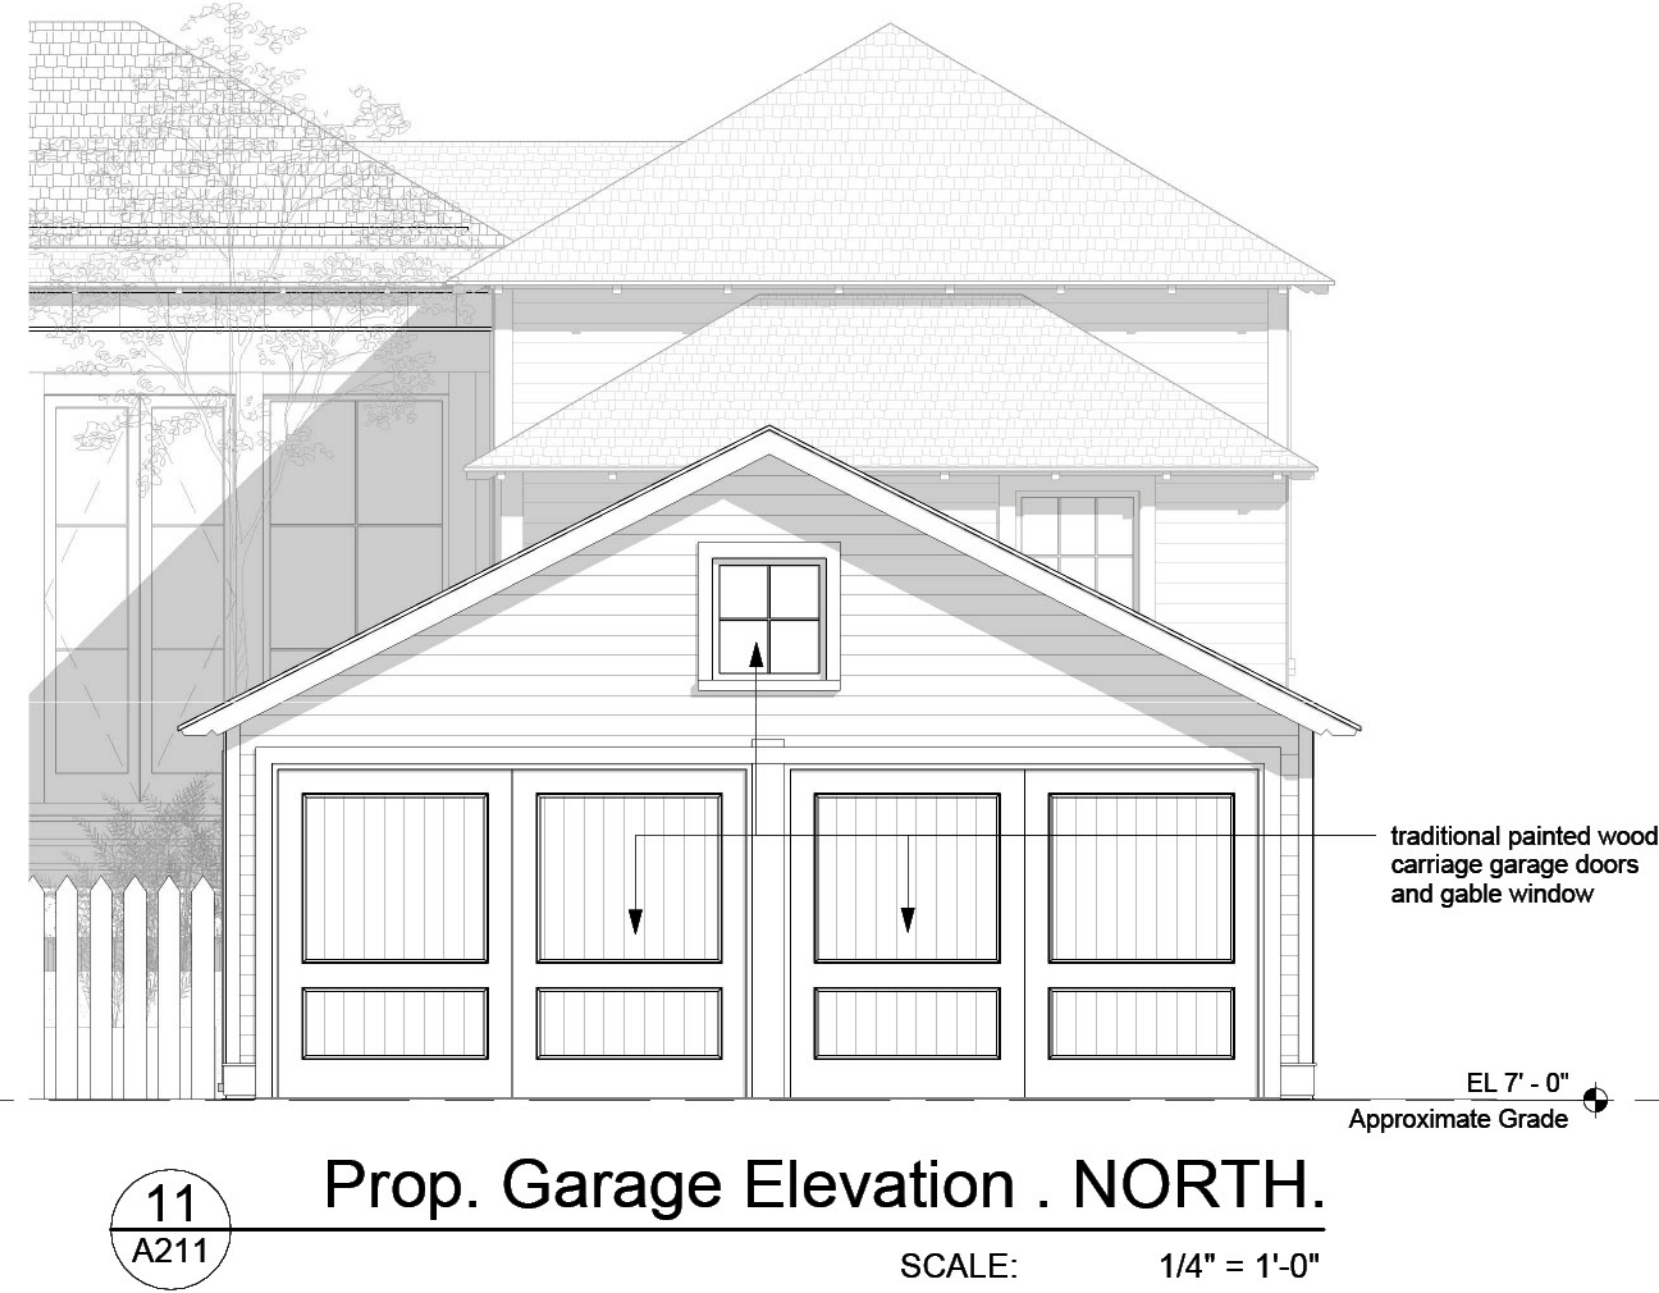 traditional painted wood
carriage garage doors
and gable window
EL 7' - 0"
Approximate Grade
11
A211
Prop. Garage Elevation . NORTH.
SCALE: 1/4" = 1'-0"